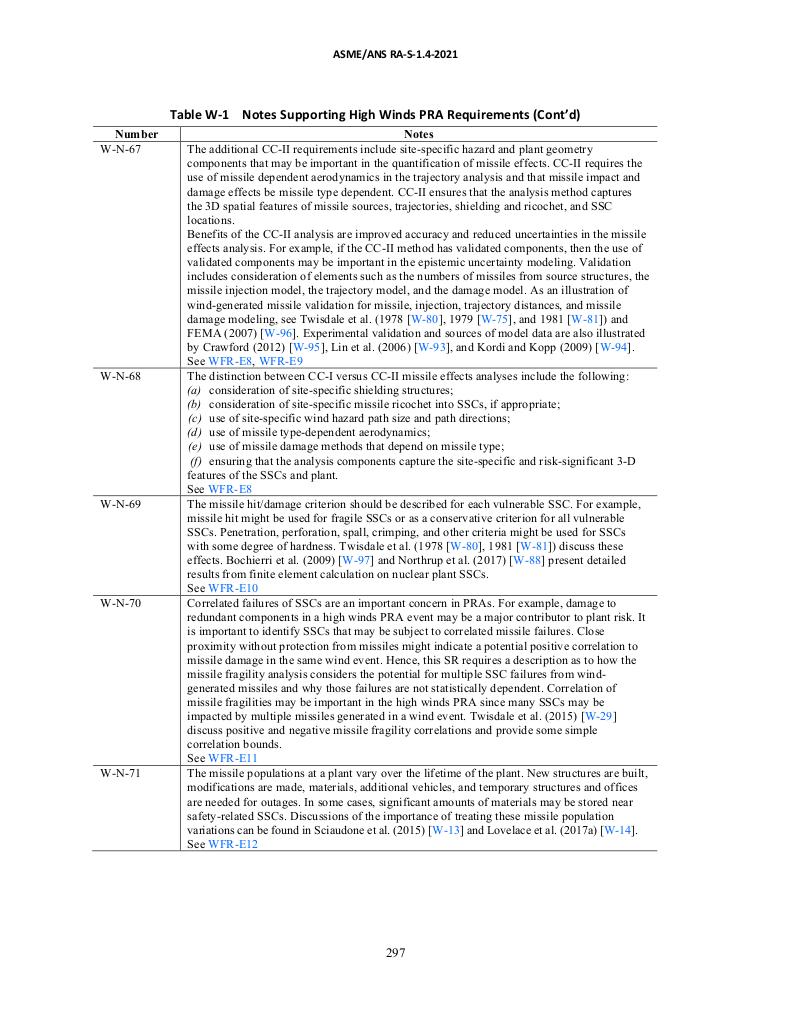 ASME/ANS RA-S-1.4-2021
Table W-1 Notes Supporting High Winds PRA Requirements (Cont'd)
Number Notes
W-N-67 The additional CC-II requirements include site-specific hazard and plant geometry
components that may be important in the quantification of missile effects. CC-II requires the
use of missile dependent aerodynamics in the trajectory analysis and that missile impact and
damage effects be missile type dependent. CC-II ensures that the analysis method captures
the 3D spatial features of missile sources, trajectories, shielding and ricochet, and SSC
locations.
Benefits of the CC-II analysis are improved accuracy and reduced uncertainties in the missile
effects analysis. For example, if the CC-II method has validated components, then the use of
validated components may be important in the epistemic uncertainty modeling. Validation
includes consideration of elements such as the numbers of missiles from source structures, the
missile injection model, the trajectory model, and the damage model. As an illustration of
wind-generated missile validation for missile, injection, trajectory distances, and missile
damage modeling, see Twisdale et al. (1978 [W-80], 1979 [W-75], and 1981 [W-81]) and
FEMA (2007) [W-96]. Experimental validation and sources of model data are also illustrated
by Crawford (2012) [W-95], Lin et al. (2006) [W-93], and Kordi and Kopp (2009) [W-94].
See WFR-E8, WFR-E9
W-N-68 The distinction between CC-I versus CC-II missile effects analyses include the following:
(a) consideration of site-specific shielding structures;
(b) consideration of site-specific missile ricochet into SSCs, if appropriate;
(c) use of site-specific wind hazard path size and path directions;
(d) use of missile type-dependent aerodynamics;
(e) use of missile damage methods that depend on missile type;
(f) ensuring that the analysis components capture the site-specific and risk-significant 3-D
features of the SSCs and plant.
See WFR-E8
W-N-69 The missile hit/damage criterion should be described for each vulnerable SSC. For example,
missile hit might be used for fragile SSCs or as a conservative criterion for all vulnerable
SSCs. Penetration, perforation, spall, crimping, and other criteria might be used for SSCs
with some degree of hardness. Twisdale et al. (1978 [W-80], 1981 [W-81]) discuss these
effects. Bochierri et al. (2009) [W-97] and Northrup et al. (2017) [W-88] present detailed
results from finite element calculation on nuclear plant SSCs.
See WFR-E10
W-N-70 Correlated failures of SSCs are an important concern in PRAs. For example, damage to
redundant components in a high winds PRA event may be a major contributor to plant risk. It
is important to identify SSCs that may be subject to correlated missile failures. Close
proximity without protection from missiles might indicate a potential positive correlation to
missile damage in the same wind event. Hence, this SR requires a description as to how the
missile fragility analysis considers the potential for multiple SSC failures from wind-
generated missiles and why those failures are not statistically dependent. Correlation of
missile fragilities may be important in the high winds PRA since many SSCs may be
impacted by multiple missiles generated in a wind event. Twisdale et al. (2015) [W-29]
discuss positive and negative missile fragility correlations and provide some simple
correlation bounds.
See WFR-E11
W-N-71 The missile populations at a plant vary over the lifetime of the plant. New structures are built,
modifications are made, materials, additional vehicles, and temporary structures and offices
are needed for outages. In some cases, significant amounts of materials may be stored near
safety-related SSCs. Discussions of the importance of treating these missile population
variations can be found in Sciaudone et al. (2015) [W-13] and Lovelace et al. (2017a) [W-14].
See WFR-E12
297